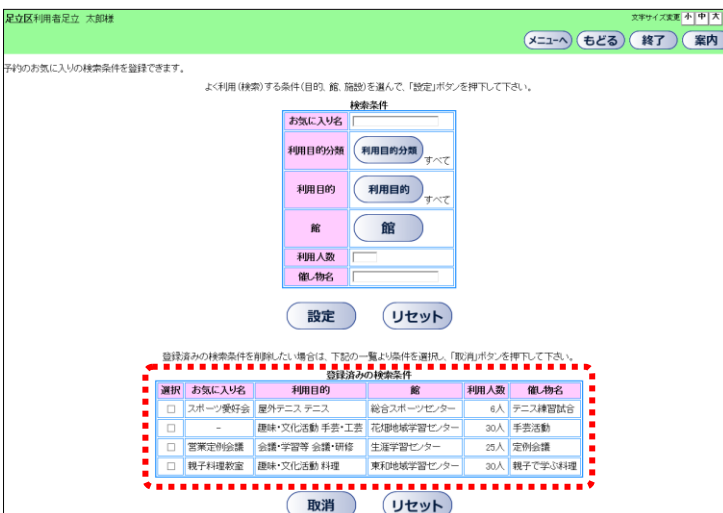 足立区利用者足立 太郎様
文字サイズ変更 小 中 大
メニューへ もどる 終了 案内
予約のお気に入りの検索条件を登録できます。
よく利用(検索)する条件(目的、館、施設)を選んで、「設定」ボタンを押下して下さい。
検索条件
お気に入り名
利用目的分類 利用目的分類 すべて
利用目的 利用目的 すべて
館 館
利用人数
催し物名
設定 リセット
登録済みの検索条件を削除したい場合は、下記の一覧より条件を選択し、「取消」ボタンを押下して下さい。
登録済みの検索条件
選択 お気に入り名 利用目的 館 利用人数 催し物名
スポーツ愛好会 屋外テニス テニス 総合スポーツセンター 6人 テニス練習試合
- 趣味・文化活動 手芸・工芸 花畑地域学習センター 30人 手芸活動
営業定例会議 会議・学習等 会議・研修 生涯学習センター 25人 定例会議
親子料理教室 趣味・文化活動 料理 東和地域学習センター 30人 親子で学ぶ料理
取消 リセット